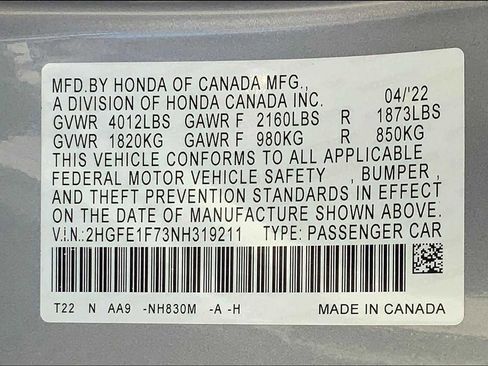 MFD.BY HONDA OF CANADA MFG.,
A DIVISION OF HONDA CANADA INC. 04/'22
GVWR 4012LBS GAWR F 2160LBS R 1873LBS
GVWR 1820KG GAWR F 980KG R 850KG
THIS VEHICLE CONFORMS TO ALL APPLICABLE
FEDERAL MOTOR VEHICLE SAFETY , BUMPER ,
AND THEFT PREVENTION STANDARDS IN EFFECT
ON THE DATE OF MANUFACTURE SHOWN ABOVE.
V.I.N.:2HGFE1F73NH319211 TYPE: PASSENGER CAR
T22 N AA9 -NH830M -A -H MADE IN CANADA